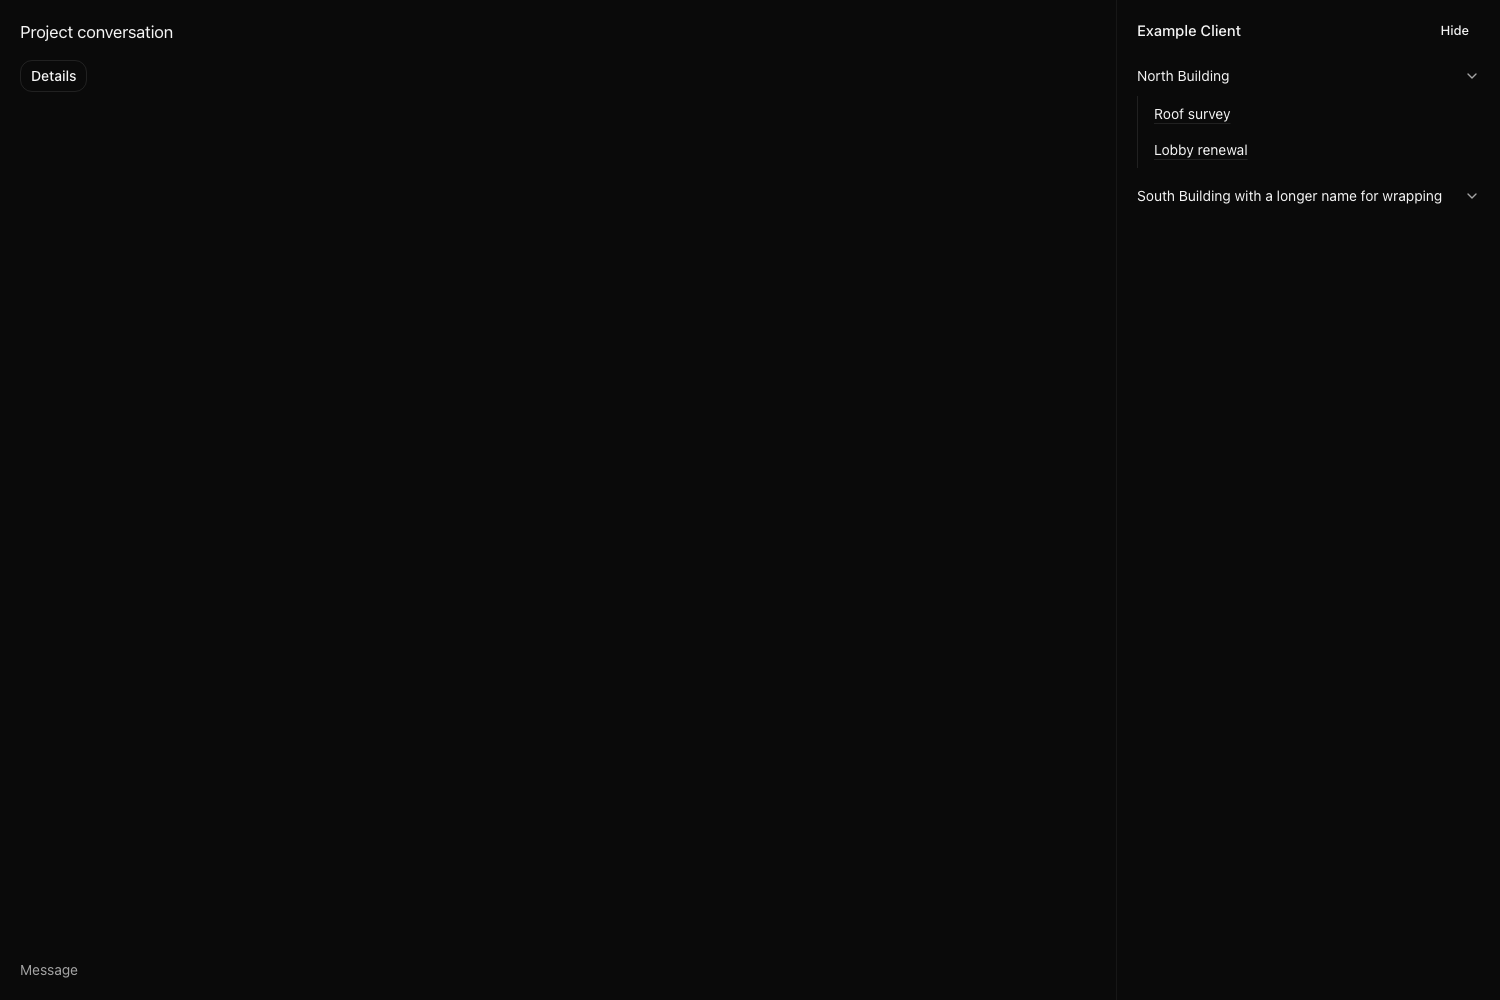 Project conversation
Details
Message
Example Client
Hide
North Building
Roof survey
Lobby renewal
South Building with a longer name for wrapping